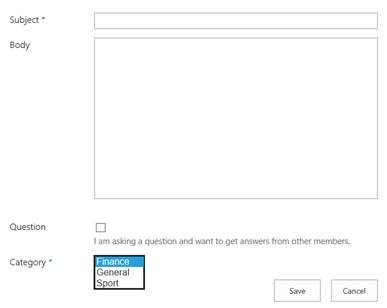 Subject *
Body
Question
I am asking a question and want to get answers from other members.
Category *
Finance
General
Sport
Save Cancel